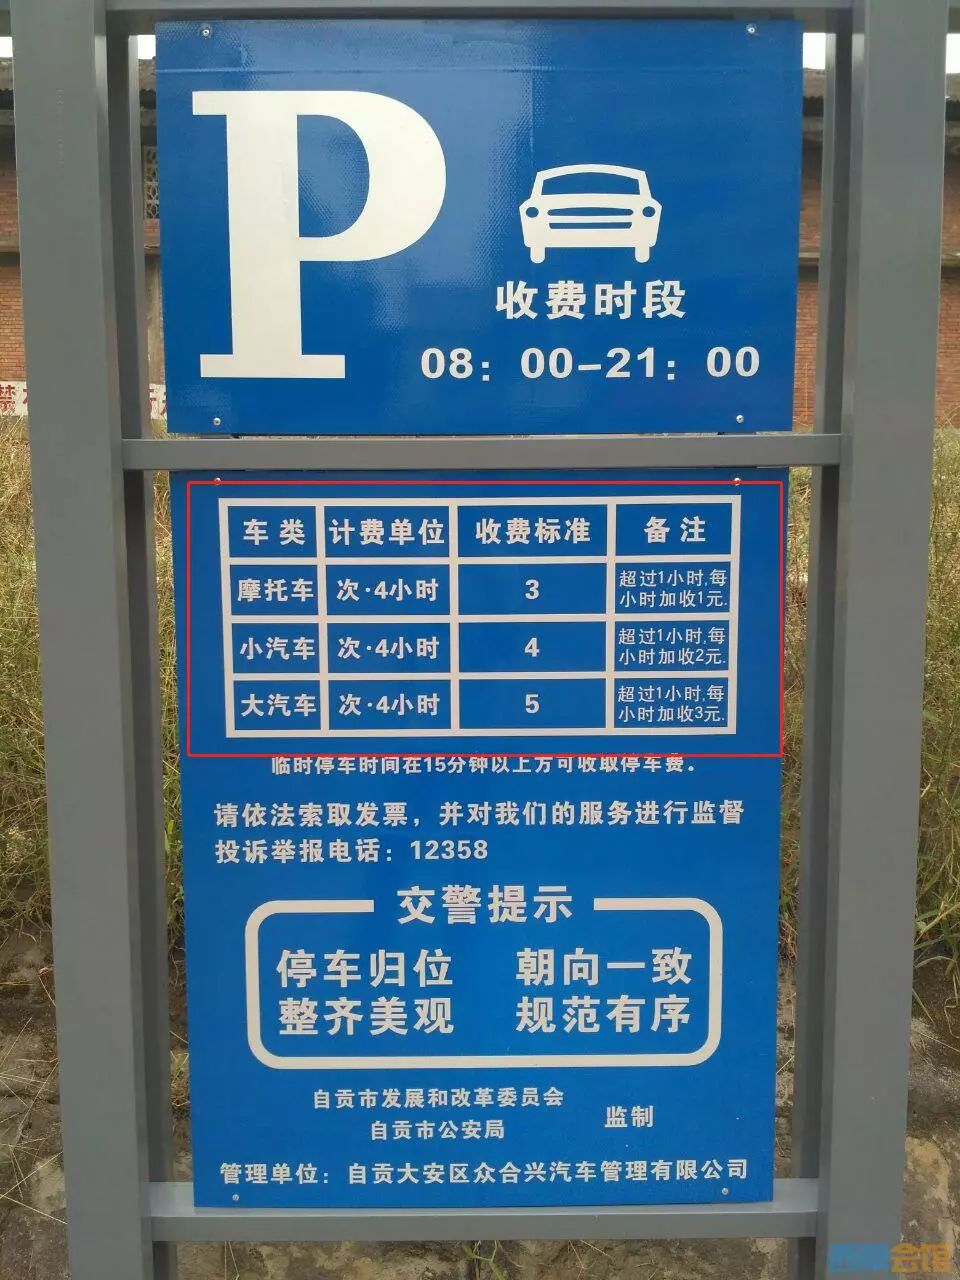 P
收费时段
08：00-21：00
禁
车类 计费单位 收费标准 备注
摩托车 次·4小时 3 超过1小时,每
小时加收1元.
小汽车 次·4小时 4 超过1小时,每
小时加收2元.
大汽车 次·4小时 5 超过1小时,每
小时加收3元.
临时停车时间在15分钟以上方可收取停车费。
请依法索取发票，并对我们的服务进行监督
投诉举报电话：12358
交警提示
停车归位 朝向一致
整齐美观 规范有序
自贡市发展和改革委员会
自贡市公安局
监制
管理单位：自贡大安区众合兴汽车管理有限公司